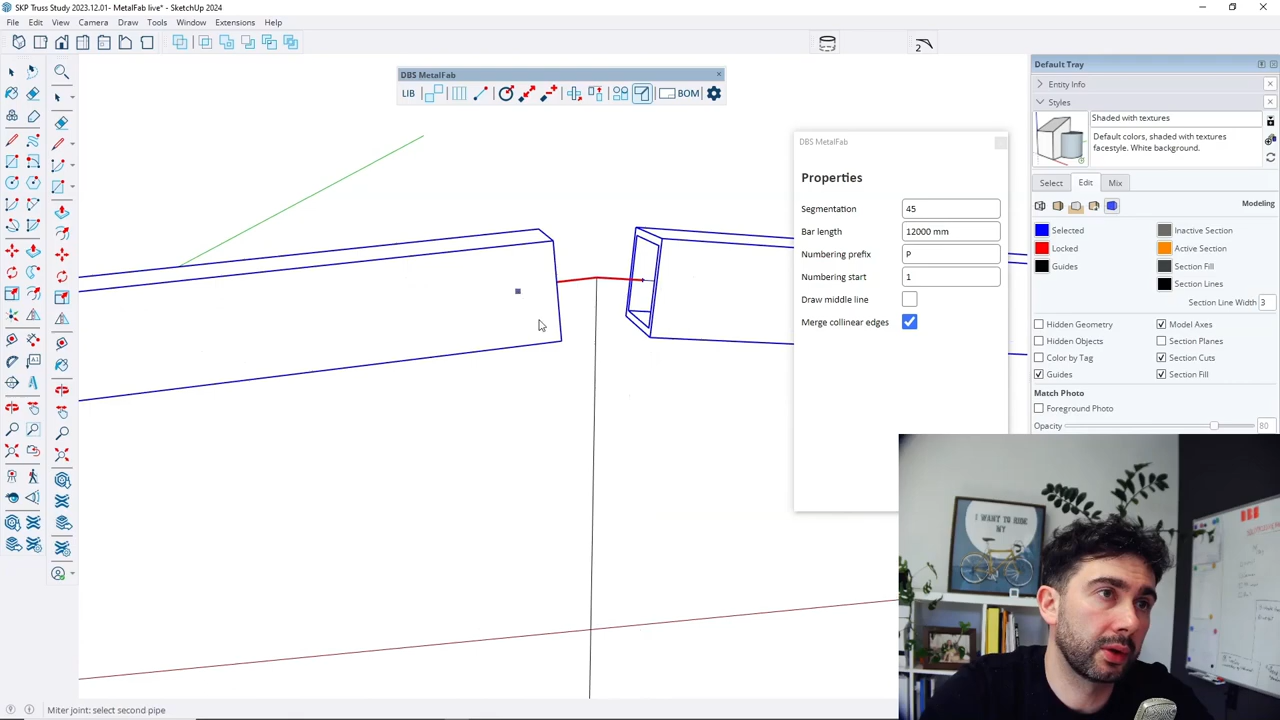 SKP Truss Study 2023.12.01- MetalFab live* - SketchUp 2024
File Edit View Camera Draw Tools Window Extensions Help
2
DBS MetalFab
LIB BOM
DBS MetalFab
Properties
Segmentation 45
Bar length 12000 mm
Numbering prefix P
Numbering start 1
Draw middle line
Merge collinear edges
Default Tray
Entity Info
Styles
Shaded with textures
Default colors, shaded with textures
facestyle. White background.
Select Edit Mix
Modeling
Selected Inactive Section
Locked Active Section
Guides Section Fill
Section Lines
Section Line Width 3
Hidden Geometry Model Axes
Hidden Objects Section Planes
Color by Tag Section Cuts
Guides Section Fill
Match Photo
Foreground Photo
Opacity 80
I WANT TO RIDE
MY
Miter joint: select second pipe